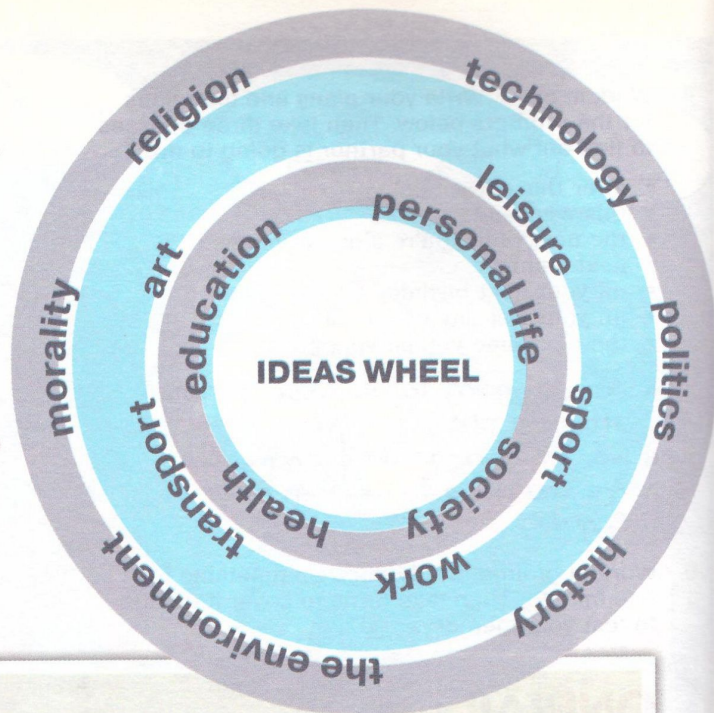 religion
technology
politics
history
the environment
morality
art
leisure
sport
work
transport
education
personal life
society
health
IDEAS WHEEL